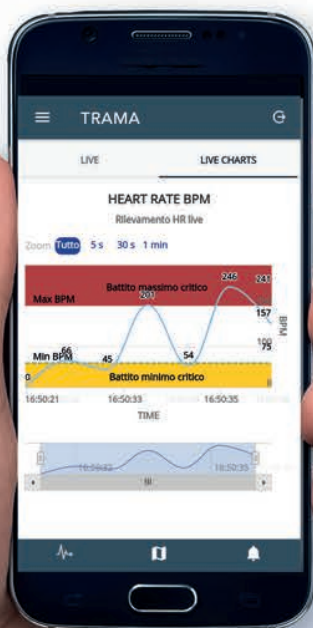 TRAMA
LIVE LIVE CHARTS
HEART RATE BPM
Rilevamento HR live
Zoom Tutto 5 s 30 s 1 min
246 241
Battito massimo critico
Max BPM 201
157
BPM
100
66 75
Min BPM 45 54
0 Battito minimo critico
16:50:21 16:50:33 16:50:35
TIME
16:50:35